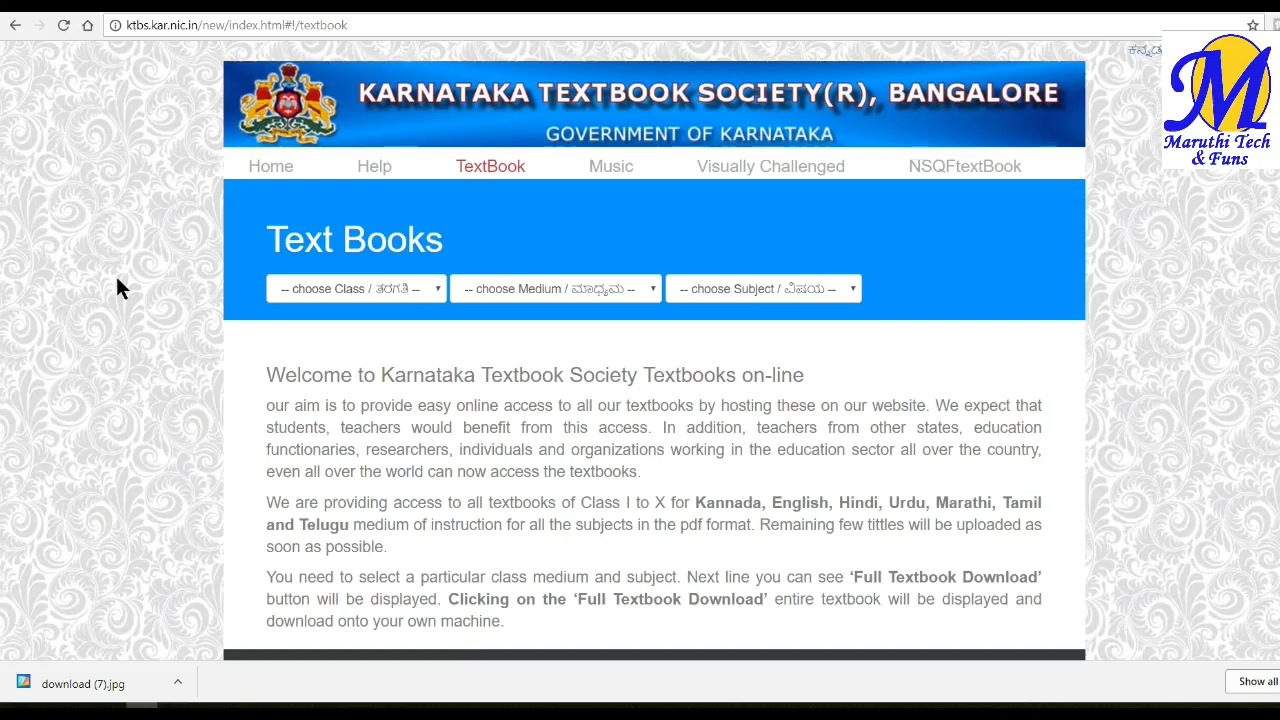 ktbs.kar.nic.in/new/index.html#!/textbook
KARNATAKA TEXTBOOK SOCIETY(R), BANGALORE
GOVERNMENT OF KARNATAKA
Maruthi Tech
& Funs
Home Help TextBook Music Visually Challenged NSQFtextBook
Text Books
-- choose Class / ತರಗತಿ -- -- choose Medium / ಮಾಧ್ಯಮ -- -- choose Subject / ವಿಷಯ --
Welcome to Karnataka Textbook Society Textbooks on-line
our aim is to provide easy online access to all our textbooks by hosting these on our website. We expect that
students, teachers would benefit from this access. In addition, teachers from other states, education
functionaries, researchers, individuals and organizations working in the education sector all over the country,
even all over the world can now access the textbooks.
We are providing access to all textbooks of Class I to X for Kannada, English, Hindi, Urdu, Marathi, Tamil
and Telugu medium of instruction for all the subjects in the pdf format. Remaining few tittles will be uploaded as
soon as possible.
You need to select a particular class medium and subject. Next line you can see ‘Full Textbook Download’
button will be displayed. Clicking on the ‘Full Textbook Download’ entire textbook will be displayed and
download onto your own machine.
download (7).jpg
Show all